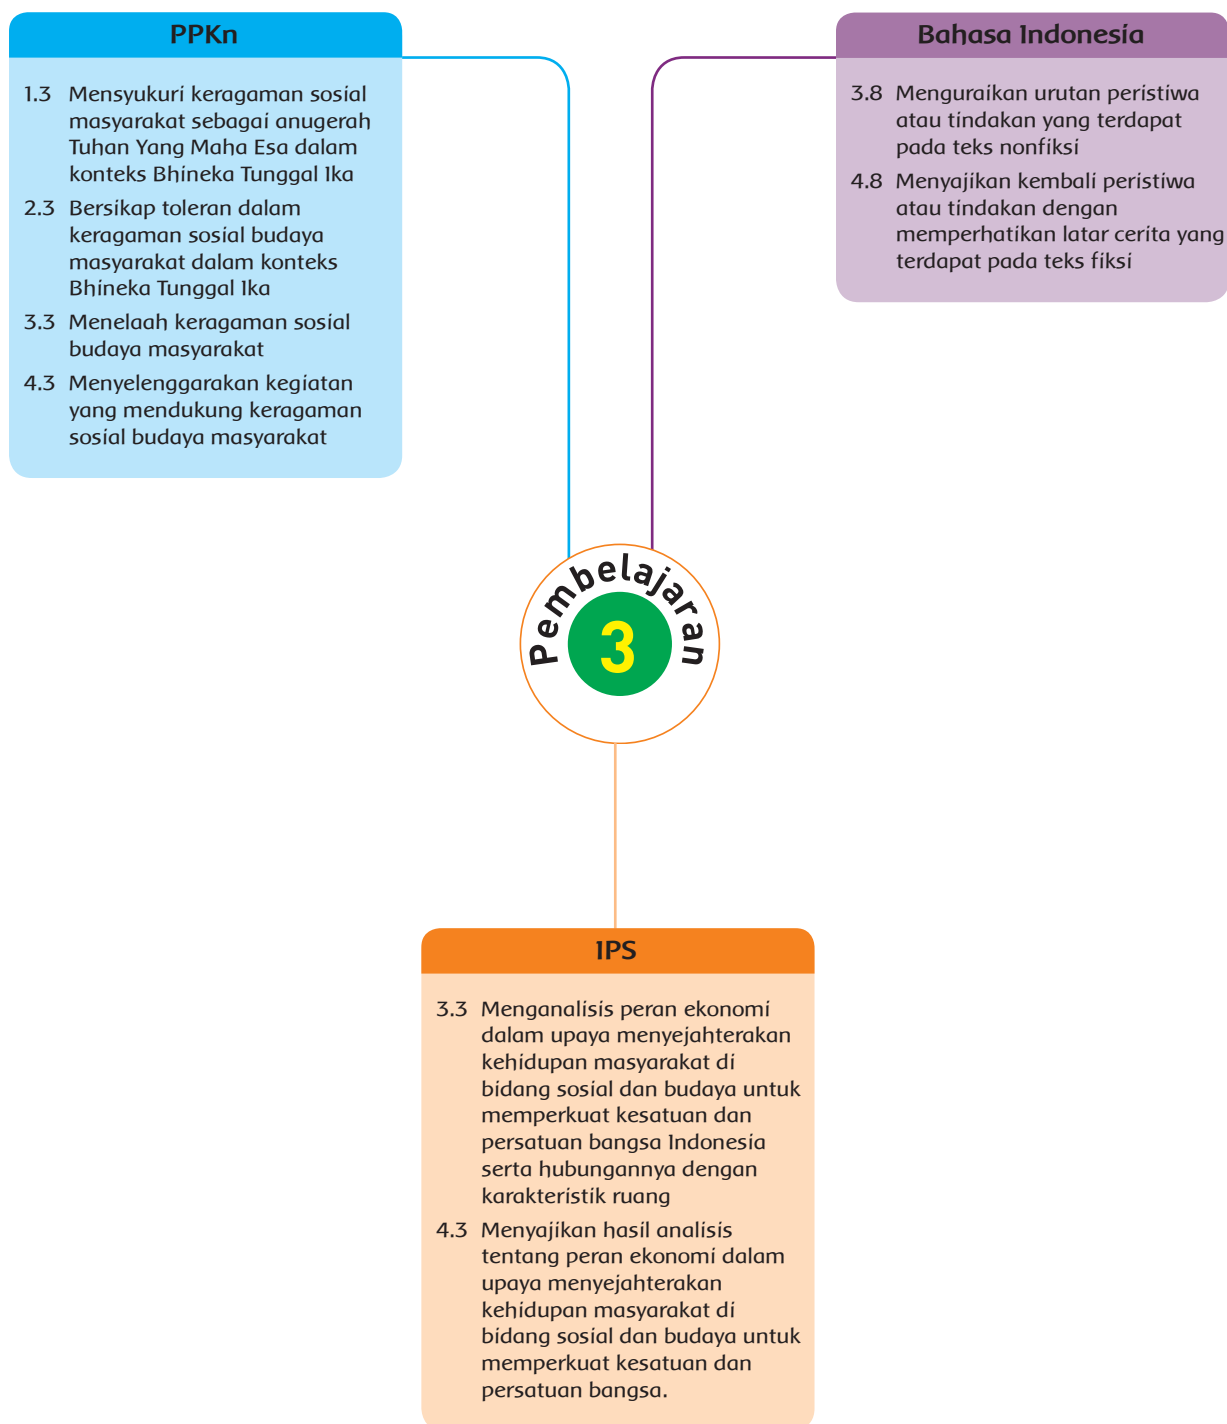 PPKn
1.3 Mensyukuri keragaman sosial
masyarakat sebagai anugerah
Tuhan Yang Maha Esa dalam
konteks Bhineka Tunggal Ika
2.3 Bersikap toleran dalam
keragaman sosial budaya
masyarakat dalam konteks
Bhineka Tunggal Ika
3.3 Menelaah keragaman sosial
budaya masyarakat
4.3 Menyelenggarakan kegiatan
yang mendukung keragaman
sosial budaya masyarakat
Bahasa Indonesia
3.8 Menguraikan urutan peristiwa
atau tindakan yang terdapat
pada teks nonfiksi
4.8 Menyajikan kembali peristiwa
atau tindakan dengan
memperhatikan latar cerita yang
terdapat pada teks fiksi
Pembelajaran
3
IPS
3.3 Menganalisis peran ekonomi
dalam upaya menyejahterakan
kehidupan masyarakat di
bidang sosial dan budaya untuk
memperkuat kesatuan dan
persatuan bangsa Indonesia
serta hubungannya dengan
karakteristik ruang
4.3 Menyajikan hasil analisis
tentang peran ekonomi dalam
upaya menyejahterakan
kehidupan masyarakat di
bidang sosial dan budaya untuk
memperkuat kesatuan dan
persatuan bangsa.